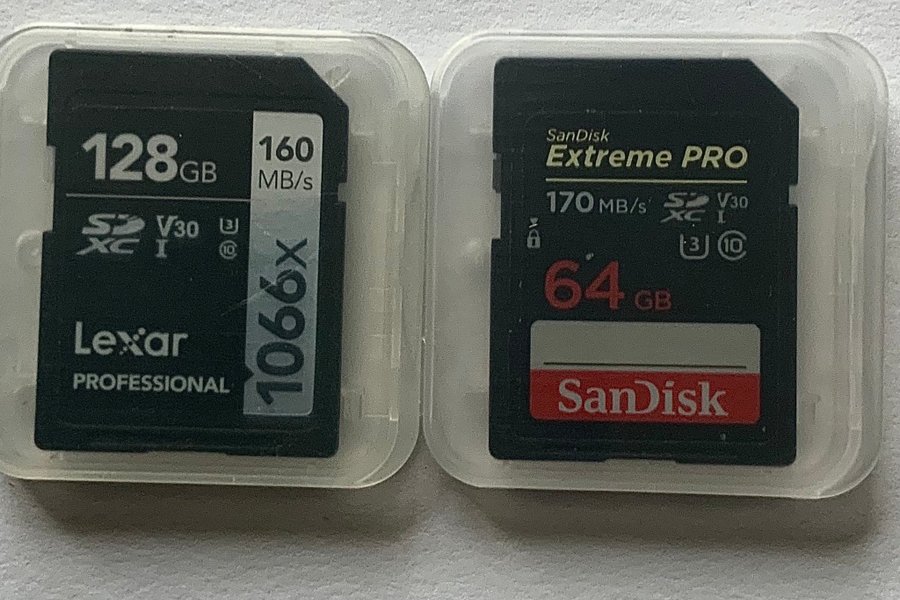 128GB
160
MB/s
SD XC V30 I U3 10
1066x
Lexar
PROFESSIONAL
SanDisk
Extreme PRO
170 MB/s SD XC V30 I
U3 10
64 GB
SanDisk